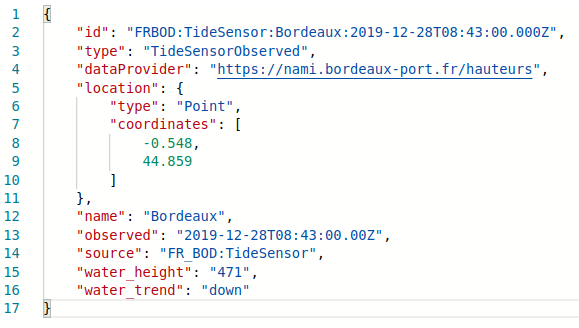 1 {
2 "id": "FRBOD:TideSensor:Bordeaux:2019-12-28T08:43:00.000Z",
3 "type": "TideSensorObserved",
4 "dataProvider": "https://nami.bordeaux-port.fr/hauteurs",
5 "location": {
6 "type": "Point",
7 "coordinates": [
8 -0.548,
9 44.859
10 ]
11 },
12 "name": "Bordeaux",
13 "observed": "2019-12-28T08:43:00.00Z",
14 "source": "FR_BOD:TideSensor",
15 "water_height": "471",
16 "water_trend": "down"
17 }